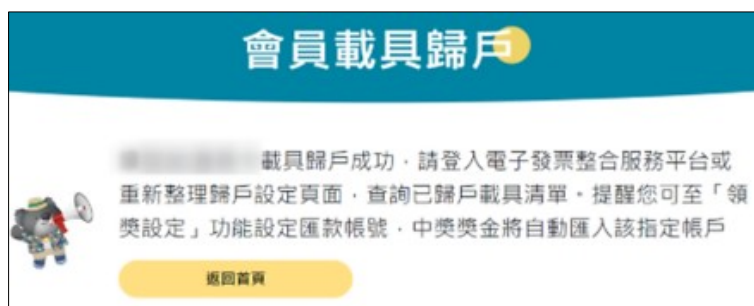 會員載具歸戶
載具歸戶成功，請登入電子發票整合服務平台或
重新整理歸戶設定頁面，查詢已歸戶載具清單。提醒您可至「領
獎設定」功能設定匯款帳號，中獎獎金將自動匯入該指定帳戶
返回首頁